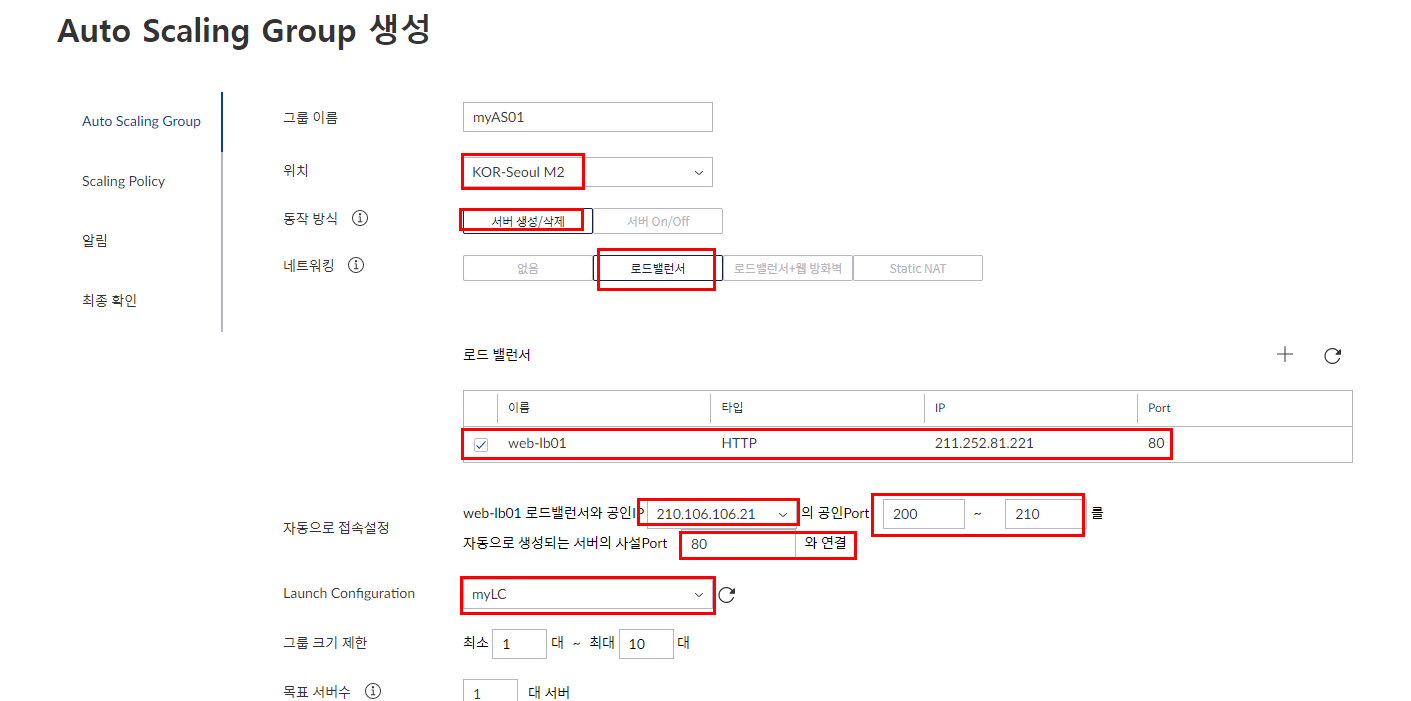 Auto Scaling Group 생성
Auto Scaling Group
Scaling Policy
알림
최종 확인
그룹 이름 myAS01
위치 KOR-Seoul M2
동작 방식 서버 생성/삭제 서버 On/Off
네트워킹 없음 로드밸런서 로드밸런서+웹 방화벽 Static NAT
로드 밸런서
이름 타입 IP Port
web-lb01 HTTP 211.252.81.221 80
자동으로 접속설정
web-lb01 로드밸런서와 공인IP 210.106.106.21 의 공인Port 200 ~ 210 를
자동으로 생성되는 서버의 사설Port 80 와 연결
Launch Configuration myLC
그룹 크기 제한 최소 1 대 ~ 최대 10 대
목표 서버수 1 대 서버